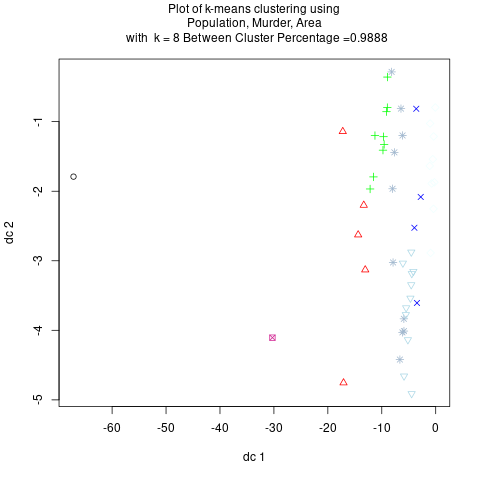 Plot of k-means clustering using
Population, Murder, Area
with k = 8 Between Cluster Percentage =0.9888
-1
-2
-3
-4
-5
dc 2
-60
-50
-40
-30
-20
-10
0
dc 1